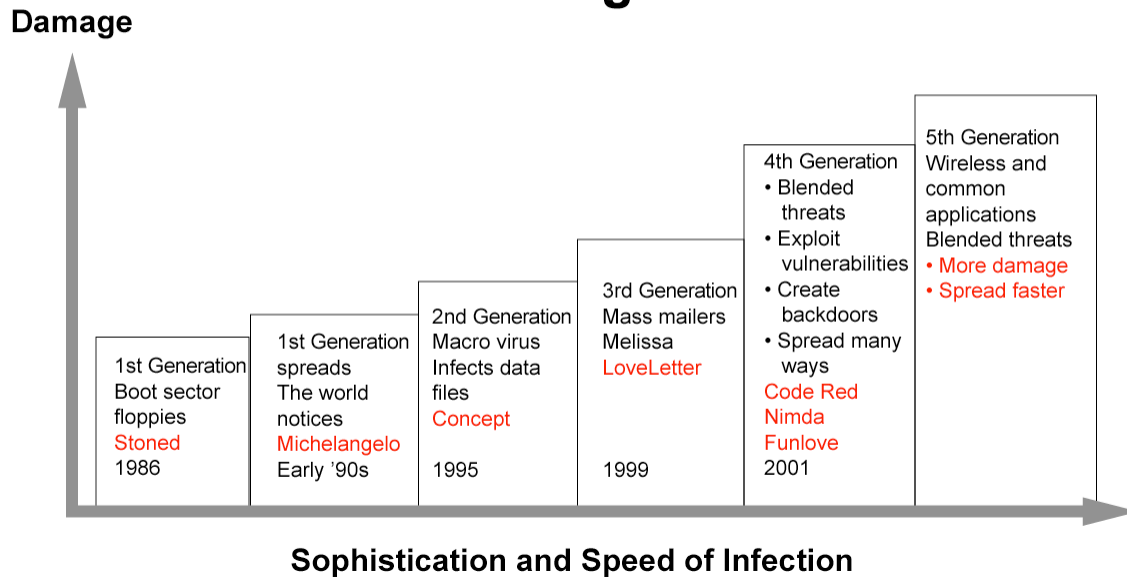 Damage
1st Generation
Boot sector
floppies
Stoned
1986
1st Generation
spreads
The world
notices
Michelangelo
Early ’90s
2nd Generation
Macro virus
Infects data
files
Concept
1995
3rd Generation
Mass mailers
Melissa
LoveLetter
1999
4th Generation
• Blended
threats
• Exploit
vulnerabilities
• Create
backdoors
• Spread many
ways
Code Red
Nimda
Funlove
2001
5th Generation
Wireless and
common
applications
Blended threats
• More damage
• Spread faster
Sophistication and Speed of Infection